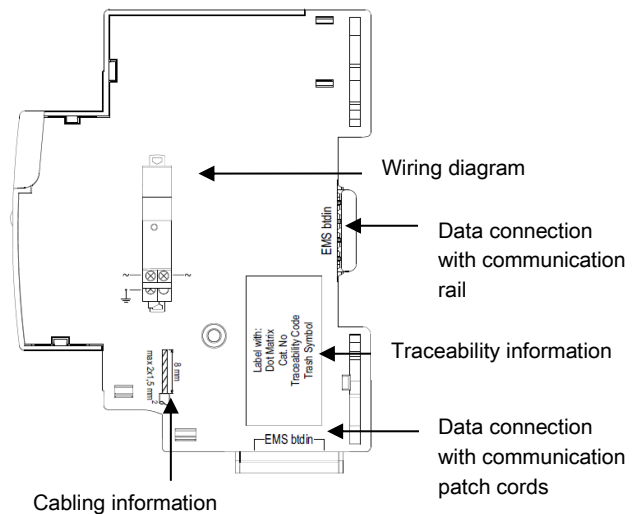 Wiring diagram
EMS btdin
Data connection
with communication
rail
Label with:
Dot Matrix
Cat. No
Traceability Code
Trash Symbol
Traceability information
8 mm
max 2x1,5 mm²
EMS btdin
Data connection
with communication
patch cords
Cabling information